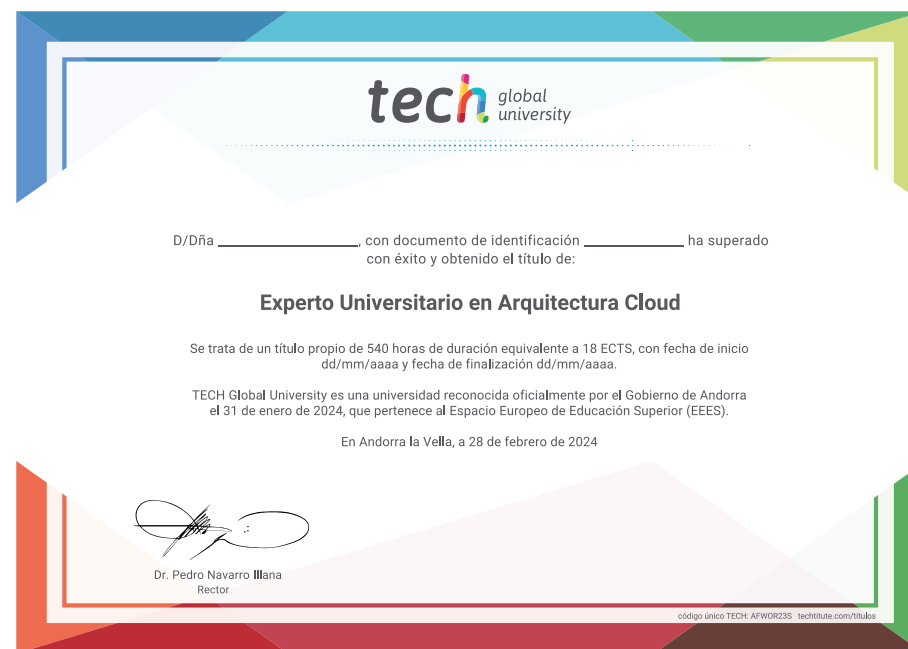 tech global university
D/Dña ____________________, con documento de identificación ______________ ha superado
con éxito y obtenido el título de:
Experto Universitario en Arquitectura Cloud
Se trata de un título propio de 540 horas de duración equivalente a 18 ECTS, con fecha de inicio
dd/mm/aaaa y fecha de finalización dd/mm/aaaa.
TECH Global University es una universidad reconocida oficialmente por el Gobierno de Andorra
el 31 de enero de 2024, que pertenece al Espacio Europeo de Educación Superior (EEES).
En Andorra la Vella, a 28 de febrero de 2024
Dr. Pedro Navarro Illana
Rector
código único TECH: AFWOR23S techtitute.com/titulos